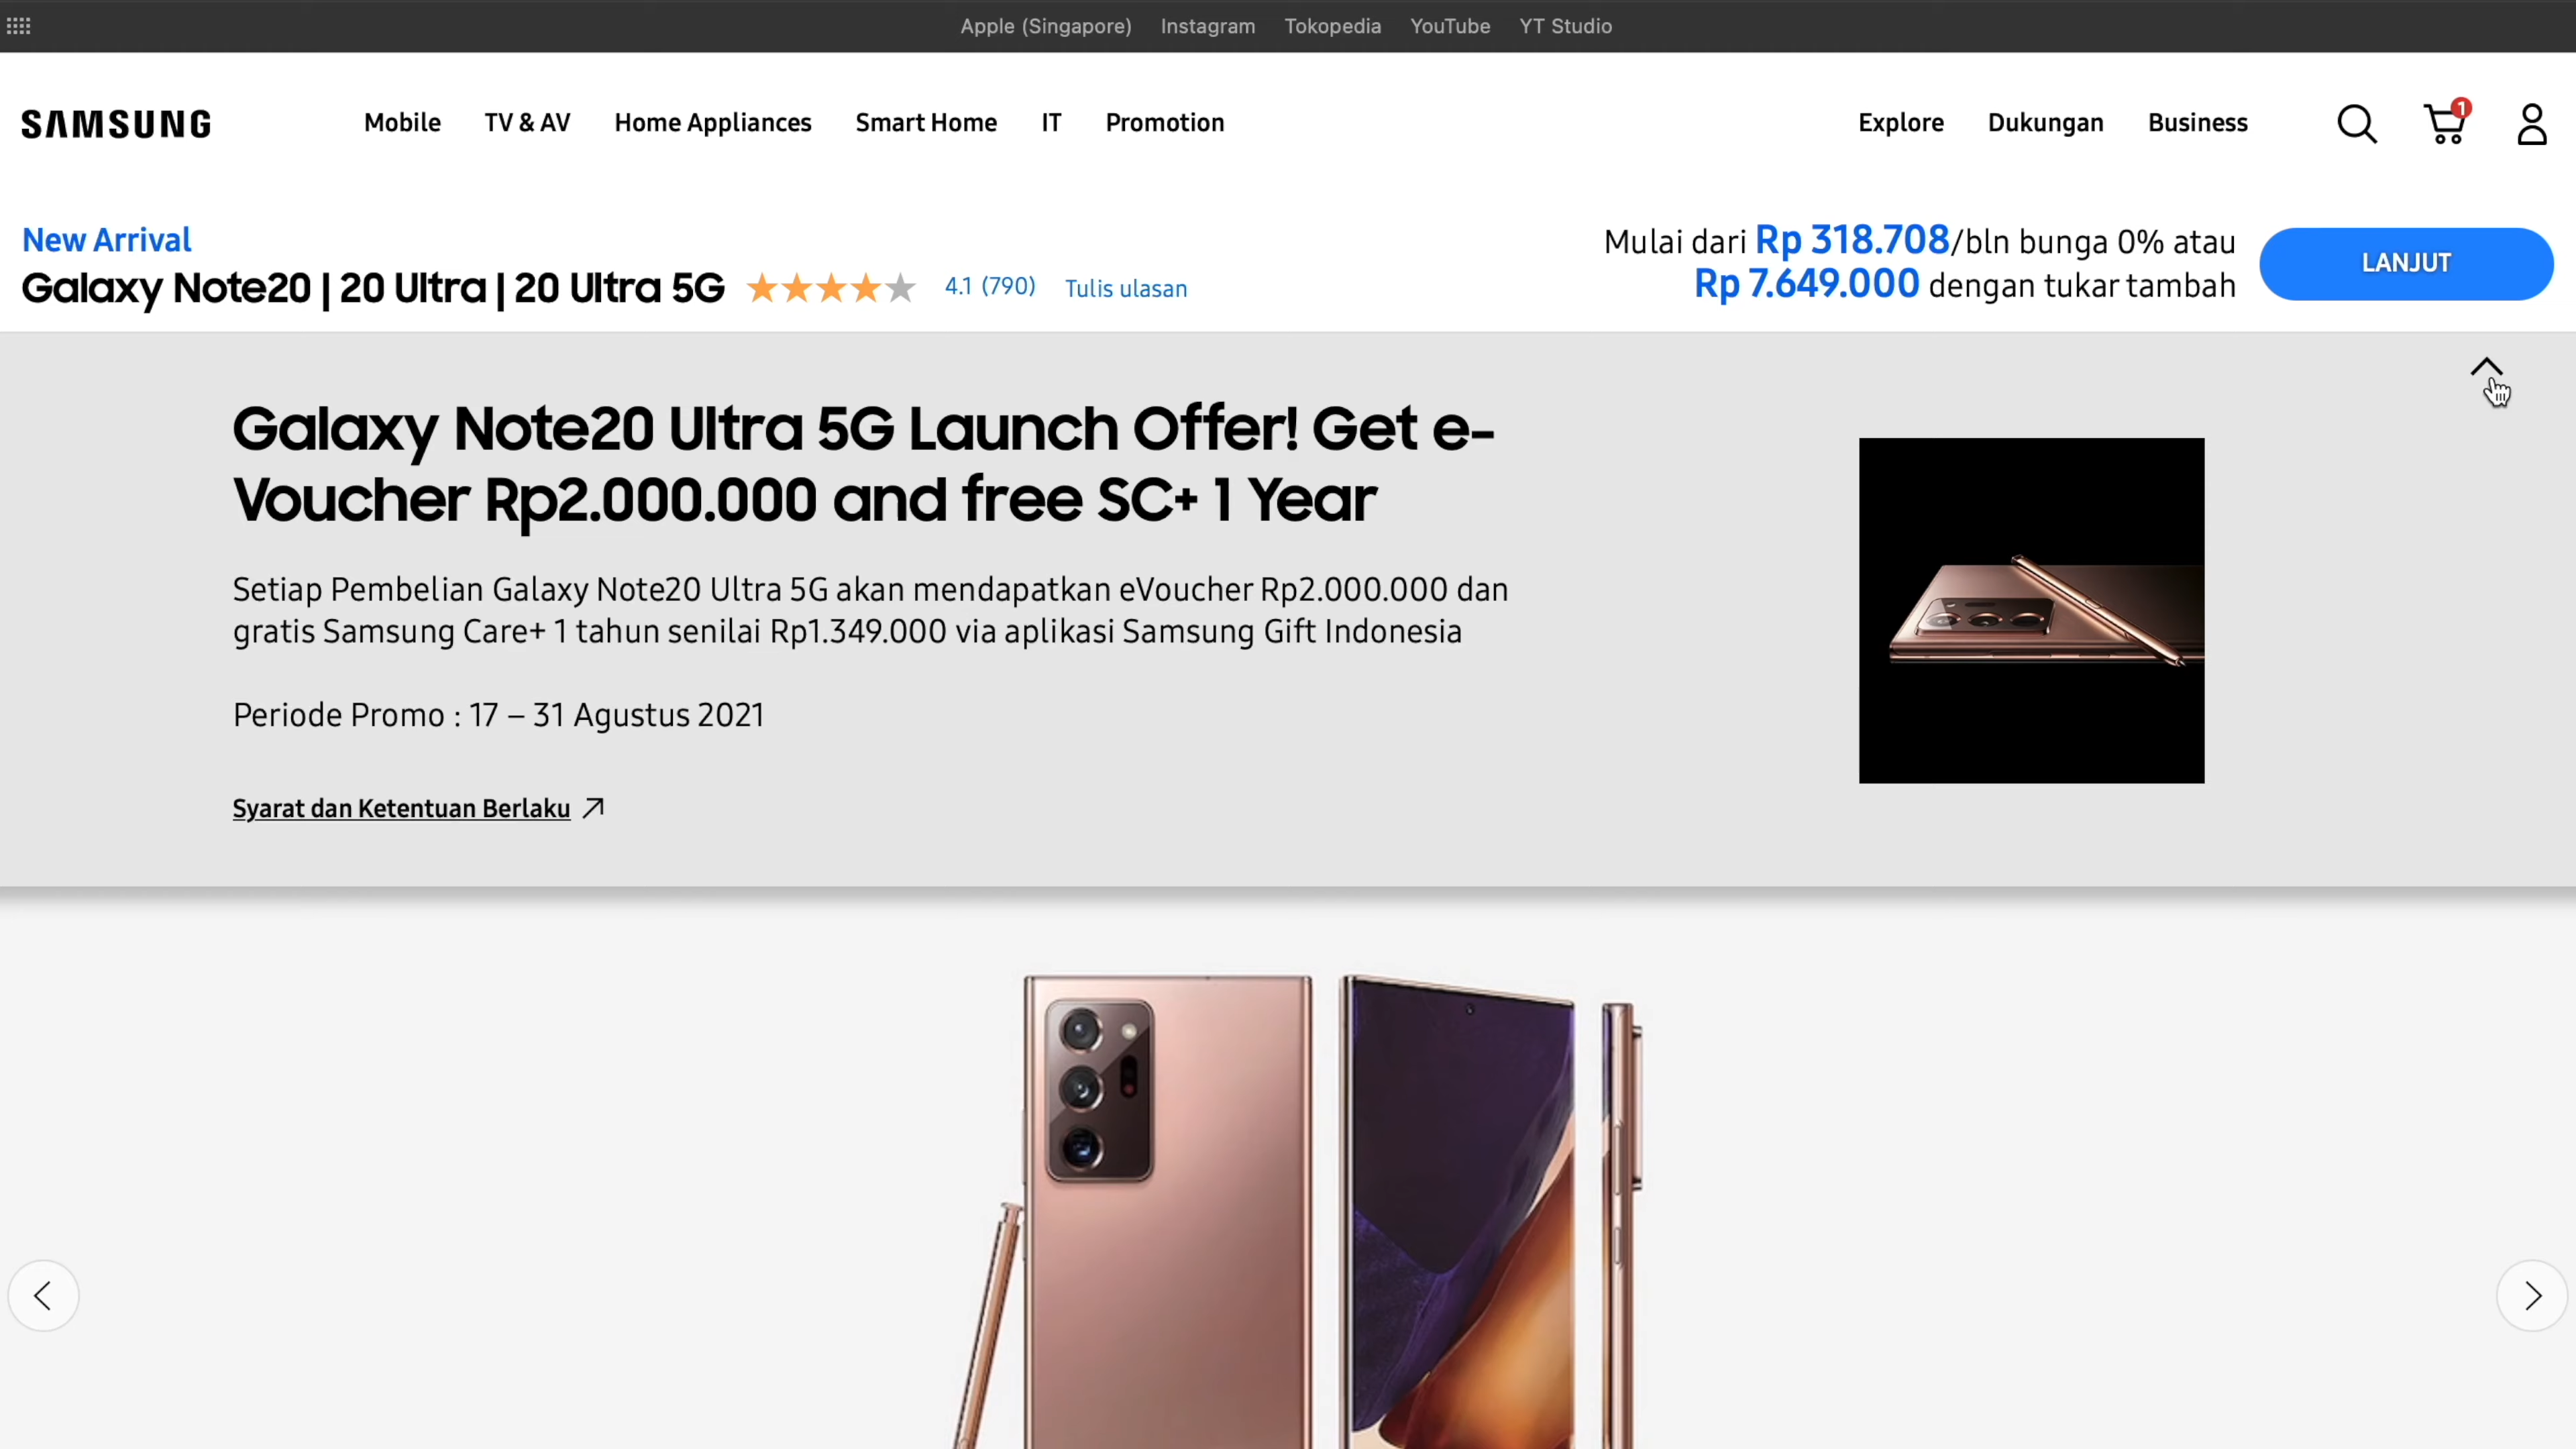 Apple (Singapore) Instagram Tokopedia YouTube YT Studio
SAMSUNG Mobile TV & AV Home Appliances Smart Home IT Promotion Explore Dukungan Business 1
New Arrival
Galaxy Note20 | 20 Ultra | 20 Ultra 5G 4.1 (790) Tulis ulasan
Mulai dari Rp 318.708/bln bunga 0% atau
Rp 7.649.000 dengan tukar tambah
LANJUT
Galaxy Note20 Ultra 5G Launch Offer! Get e-
Voucher Rp2.000.000 and free SC+ 1 Year
Setiap Pembelian Galaxy Note20 Ultra 5G akan mendapatkan eVoucher Rp2.000.000 dan
gratis Samsung Care+ 1 tahun senilai Rp1.349.000 via aplikasi Samsung Gift Indonesia
Periode Promo : 17 – 31 Agustus 2021
Syarat dan Ketentuan Berlaku